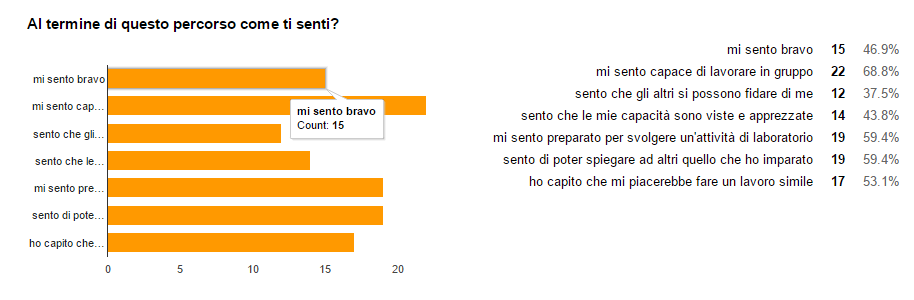 Al termine di questo percorso come ti senti?
mi sento bravo
mi sento cap...
sento che gli...
sento che le...
mi sento pre...
sento di pote...
ho capito che...
mi sento bravo
Count: 15
0 5 10 15 20
mi sento bravo 15 46.9%
mi sento capace di lavorare in gruppo 22 68.8%
sento che gli altri si possono fidare di me 12 37.5%
sento che le mie capacità sono viste e apprezzate 14 43.8%
mi sento preparato per svolgere un'attività di laboratorio 19 59.4%
sento di poter spiegare ad altri quello che ho imparato 19 59.4%
ho capito che mi piacerebbe fare un lavoro simile 17 53.1%